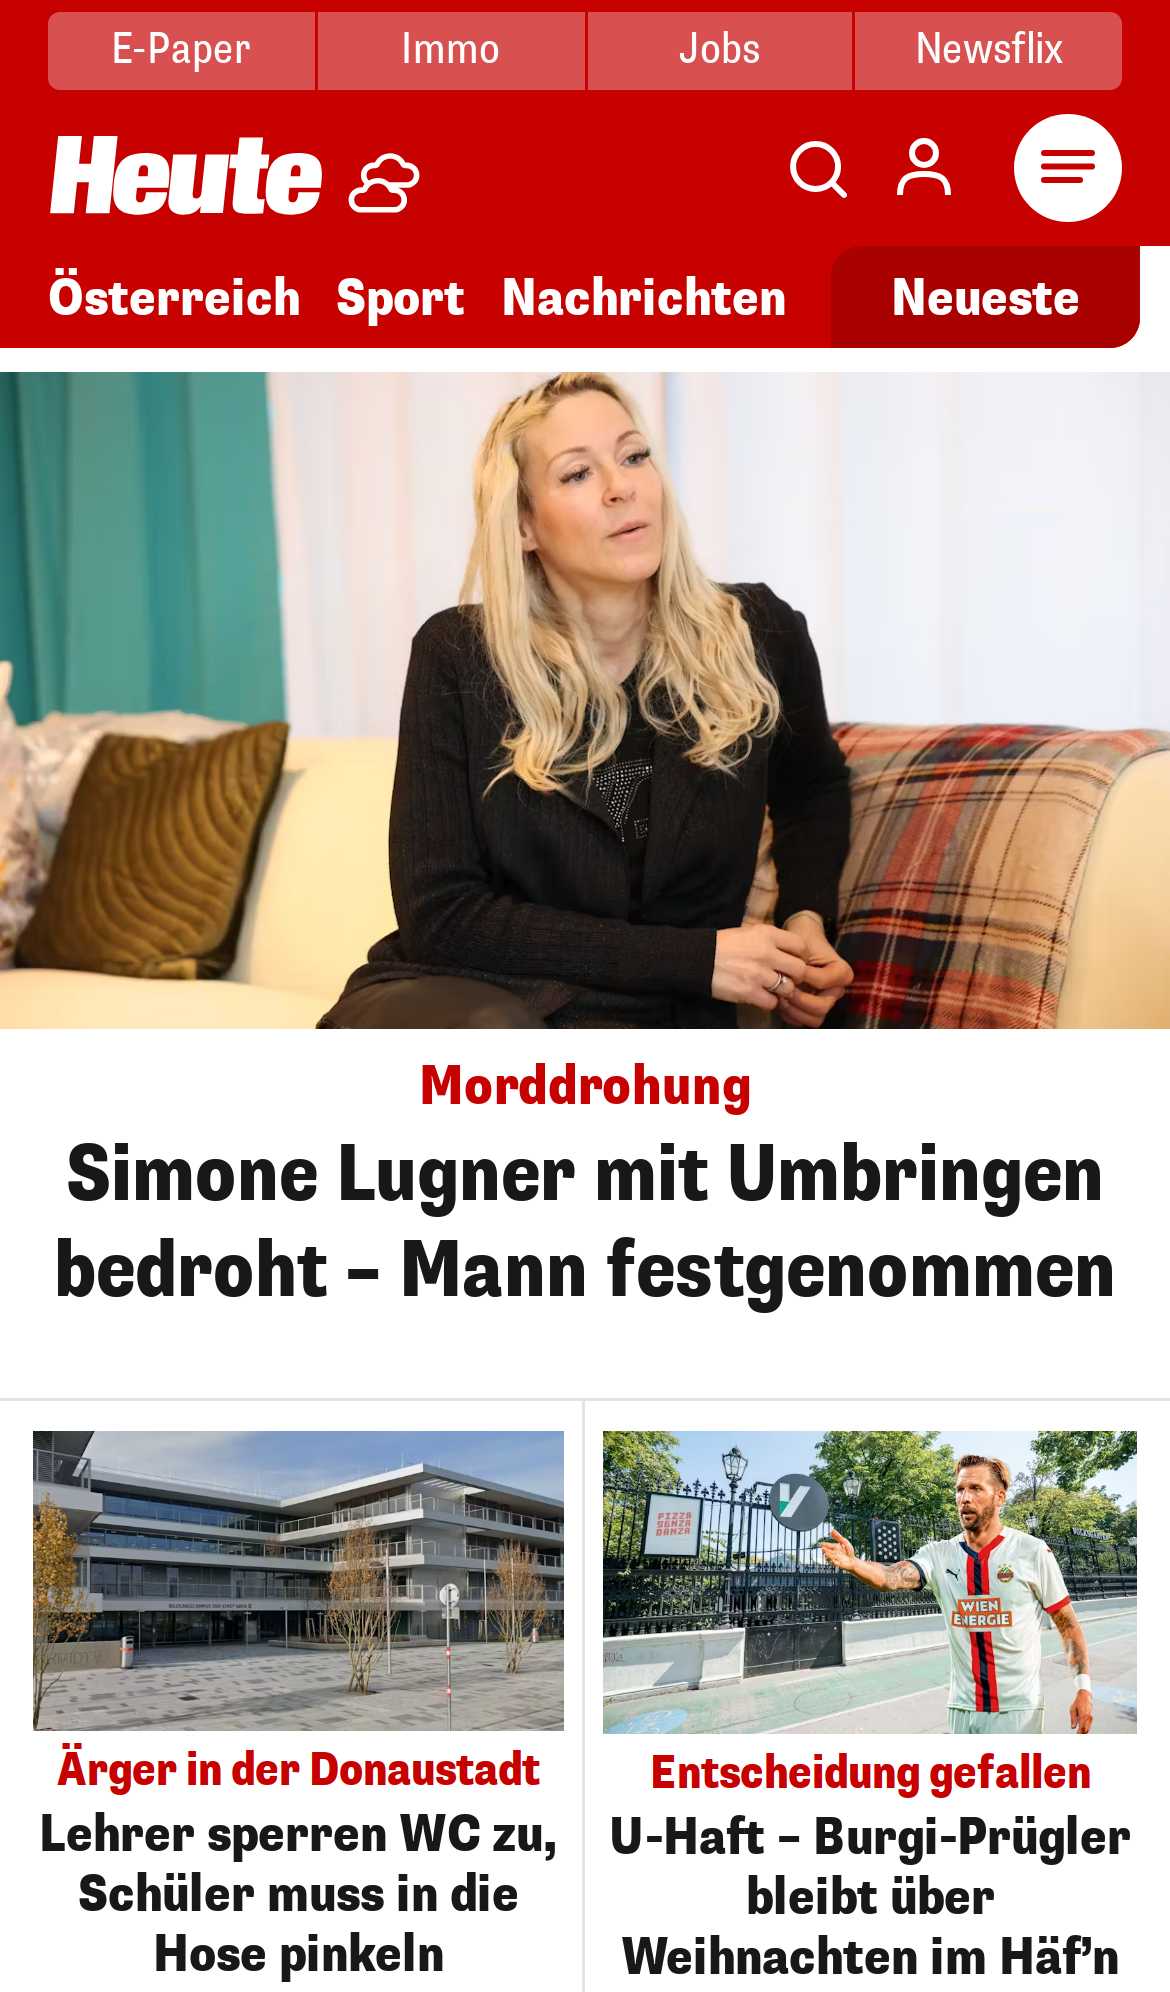 E-Paper
Immo
Jobs
Newsflix
Heute
Österreich
Sport
Nachrichten
Neueste
Morddrohung
Simone Lugner mit Umbringen
bedroht – Mann festgenommen
Ärger in der Donaustadt
Lehrer sperren WC zu,
Schüler muss in die
Hose pinkeln
PIZZA
SENZA
DANZA
WIEN
ENERGIE
Entscheidung gefallen
U-Haft – Burgi-Prügler
bleibt über
Weihnachten im Häf’n